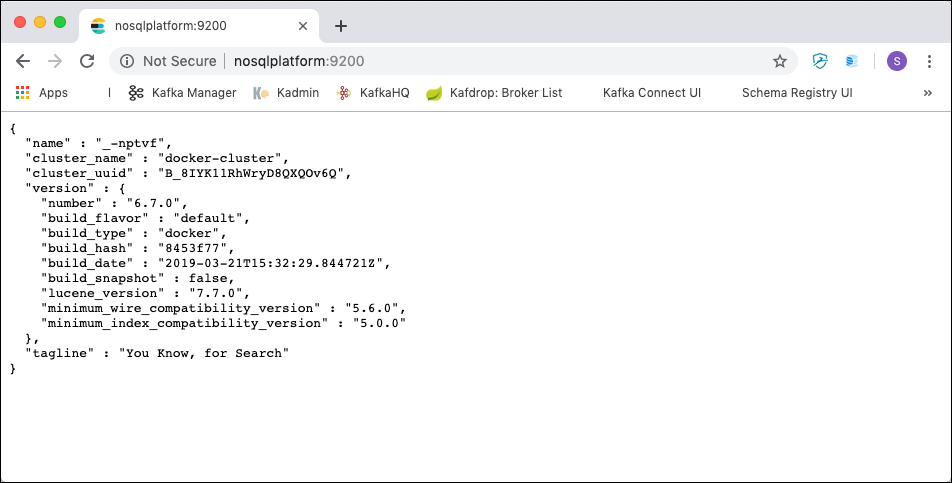 nosqlplatform:9200
Not Secure | nosqlplatform:9200
S
Apps I Kafka Manager Kadmin KafkaHQ Kafdrop: Broker List Kafka Connect UI Schema Registry UI »
{
  "name" : "_-nptvf",
  "cluster_name" : "docker-cluster",
  "cluster_uuid" : "B_8IYK11RhWryD8QXQOv6Q",
  "version" : {
    "number" : "6.7.0",
    "build_flavor" : "default",
    "build_type" : "docker",
    "build_hash" : "8453f77",
    "build_date" : "2019-03-21T15:32:29.844721Z",
    "build_snapshot" : false,
    "lucene_version" : "7.7.0",
    "minimum_wire_compatibility_version" : "5.6.0",
    "minimum_index_compatibility_version" : "5.0.0"
  },
  "tagline" : "You Know, for Search"
}